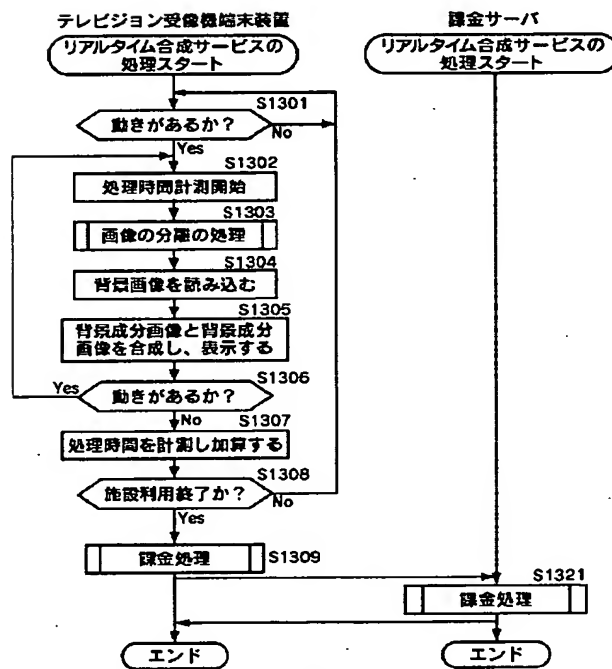 テレビジョン受像機端末装置
リアルタイム合成サービスの
処理スタート
S1301
動きがあるか?
No
Yes
S1302
処理時間計測開始
S1303
画像の分離の処理
S1304
背景画像を読み込む
S1305
背景成分画像と背景成分
画像を合成し、表示する
S1306
Yes
動きがあるか?
No
S1307
処理時間を計測し加算する
S1308
施設利用終了か?
No
Yes
課金処理
S1309
エンド
課金サーバ
リアルタイム合成サービスの
処理スタート
S1321
課金処理
エンド